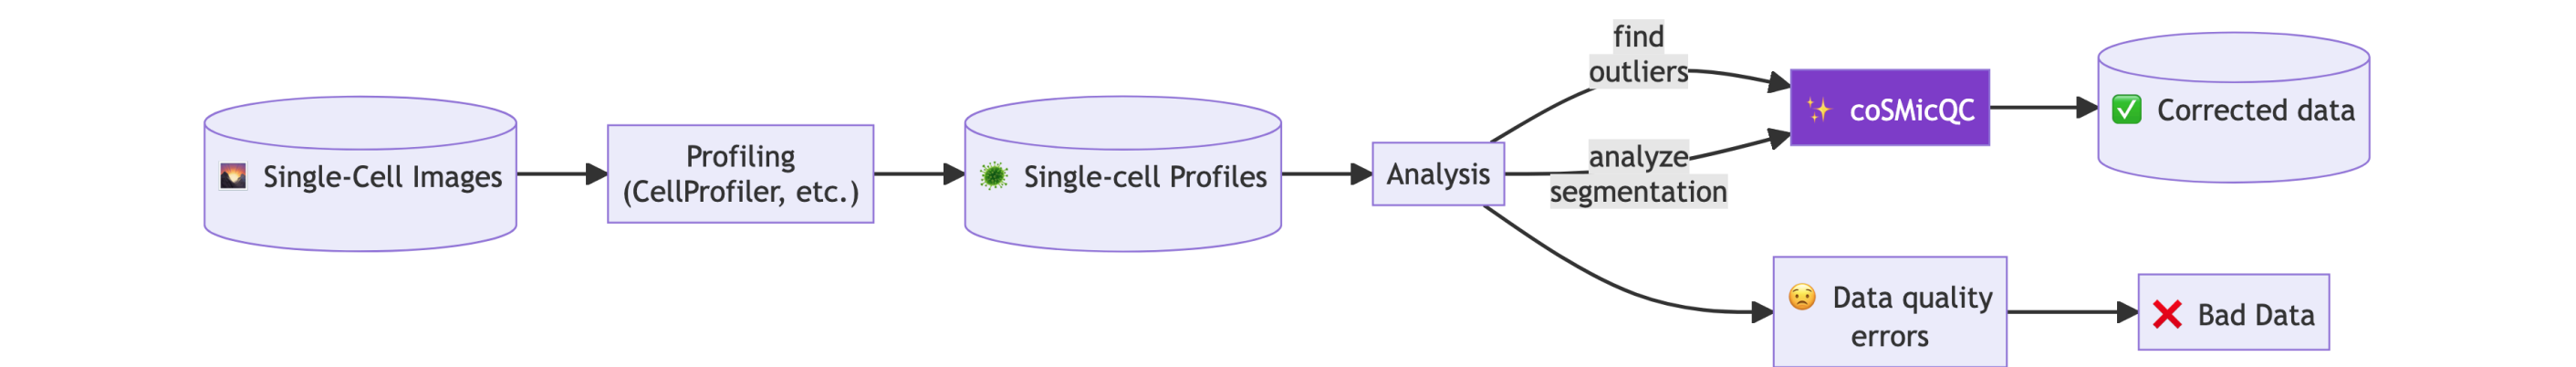 Single-Cell Images
Profiling
(CellProfiler, etc.)
Single-cell Profiles
Analysis
find
outliers
analyze
segmentation
✨ coSMicQC
✅ Corrected data
😟 Data quality
errors
❌ Bad Data